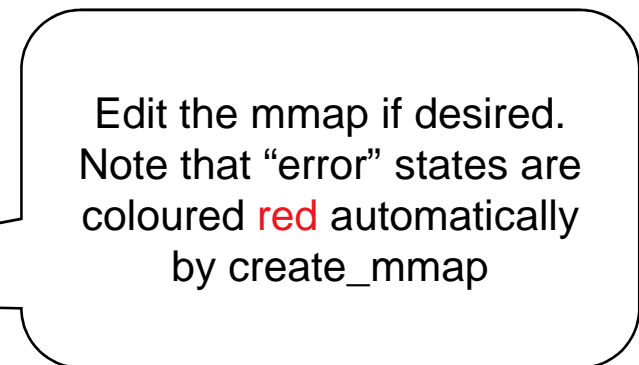 Edit the mmap if desired.
Note that “error” states are
coloured red automatically
by create_mmap